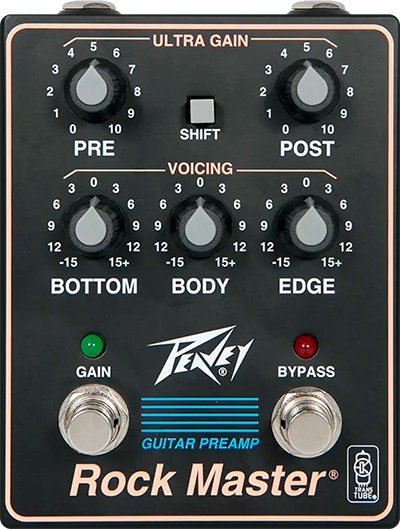 ULTRA GAIN
4 5 6
3 7
2 8
1 9
0 10
PRE
4 5 6
3 7
2 8
1 9
0 10
POST
SHIFT
VOICING
3 0 3
6 6
9 9
12 12
-15 15+
BOTTOM
3 0 3
6 6
9 9
12 12
-15 15+
BODY
3 0 3
6 6
9 9
12 12
-15 15+
EDGE
GAIN
PEAVEY®
BYPASS
GUITAR PREAMP
Rock Master®
TRANS
TUBE